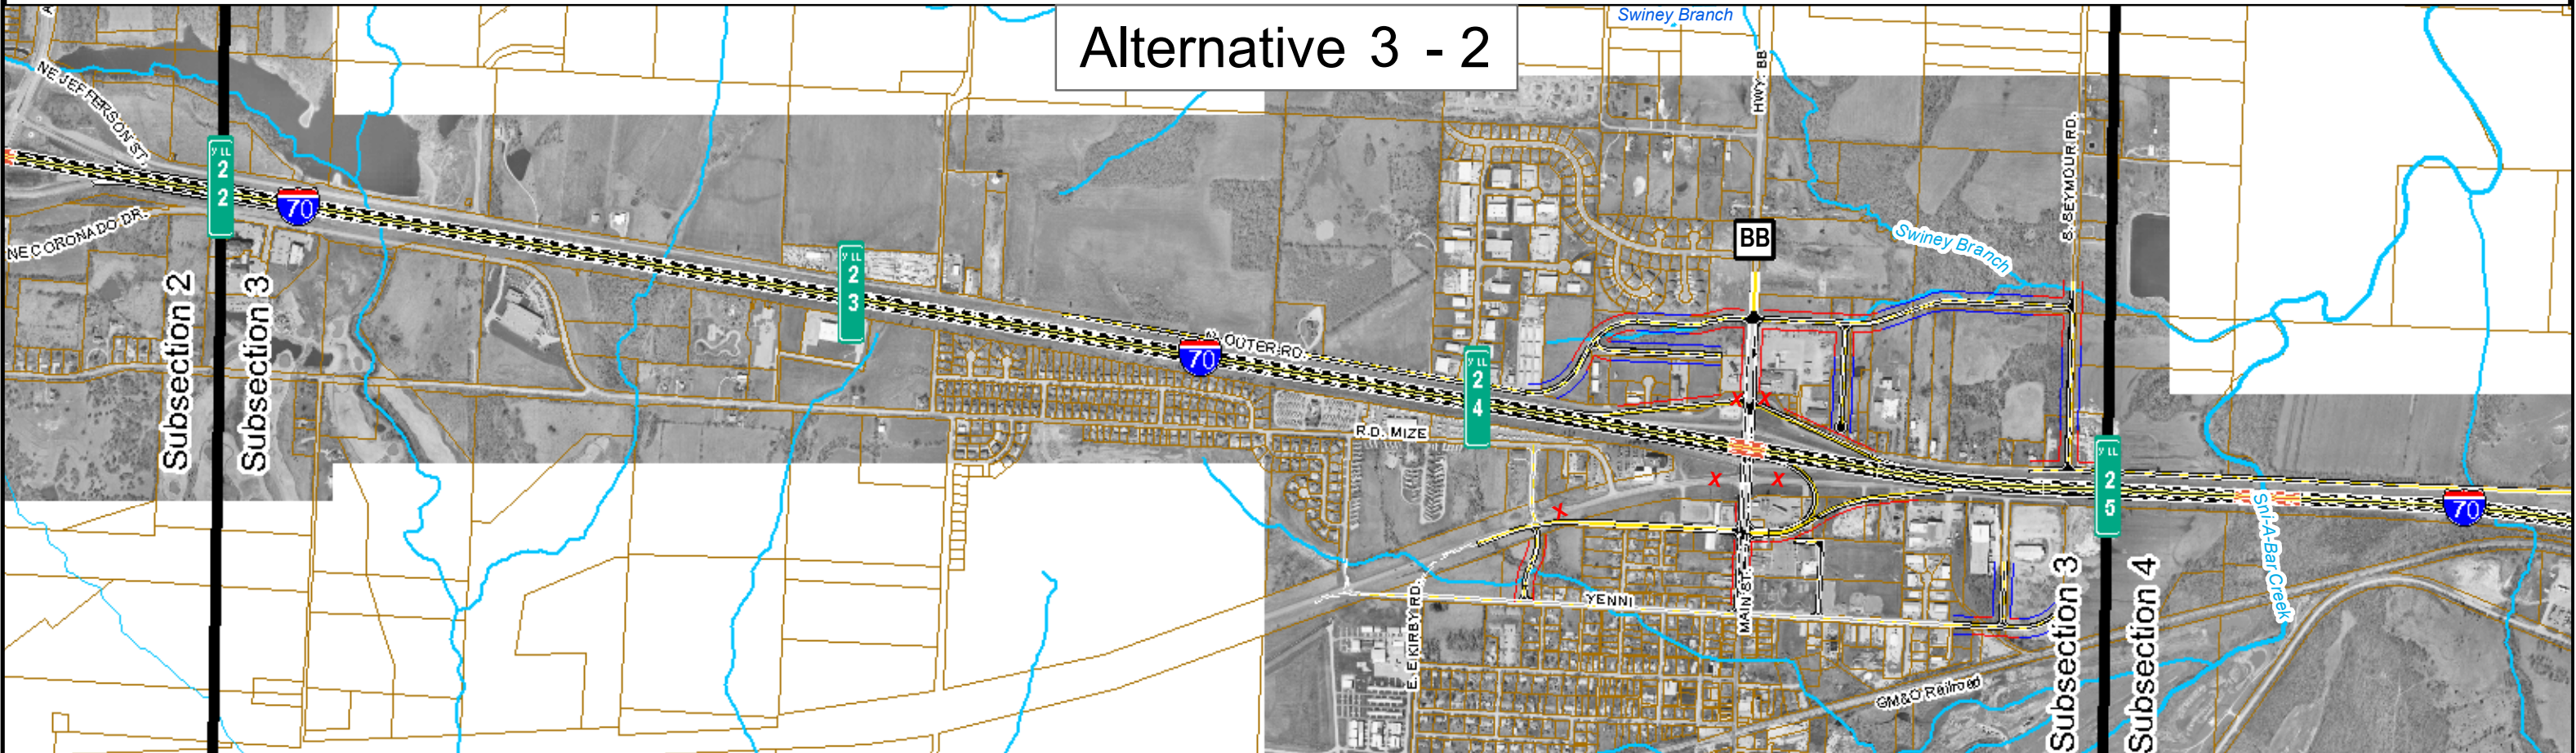 Alternative 3 - 2
Swiney Branch
HWY. BB
NE JEFFERSON ST.
S. SEYMOUR RD.
22
70
NE CORONADO DR.
BB
Swiney Branch
23
Subsection 2
Subsection 3
OUTER RD.
70
24
R.D. MIZE
25
70
Sni-A-Bar Creek
YENNI
MAIN ST.
E. E. KIRBY RD.
GM&O Railroad
Subsection 3
Subsection 4
X
X
X
X
X